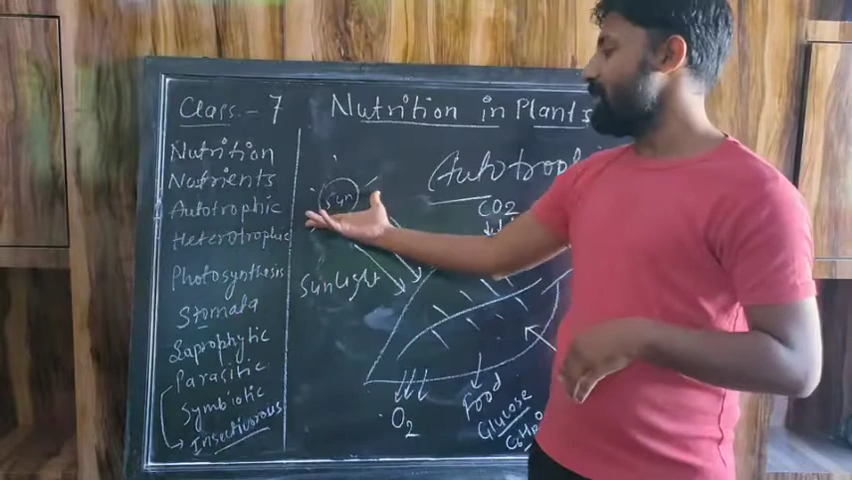 Class - 7
Nutrition in Plants
Nutrition
Nutrients
Autotrophic
Heterotrophic
Photosynthesis
Stomata
Saprophytic
Parasitic
Symbiotic
Insectivorous
Sun
Sunlight
CO2
O2
Food
Glucose